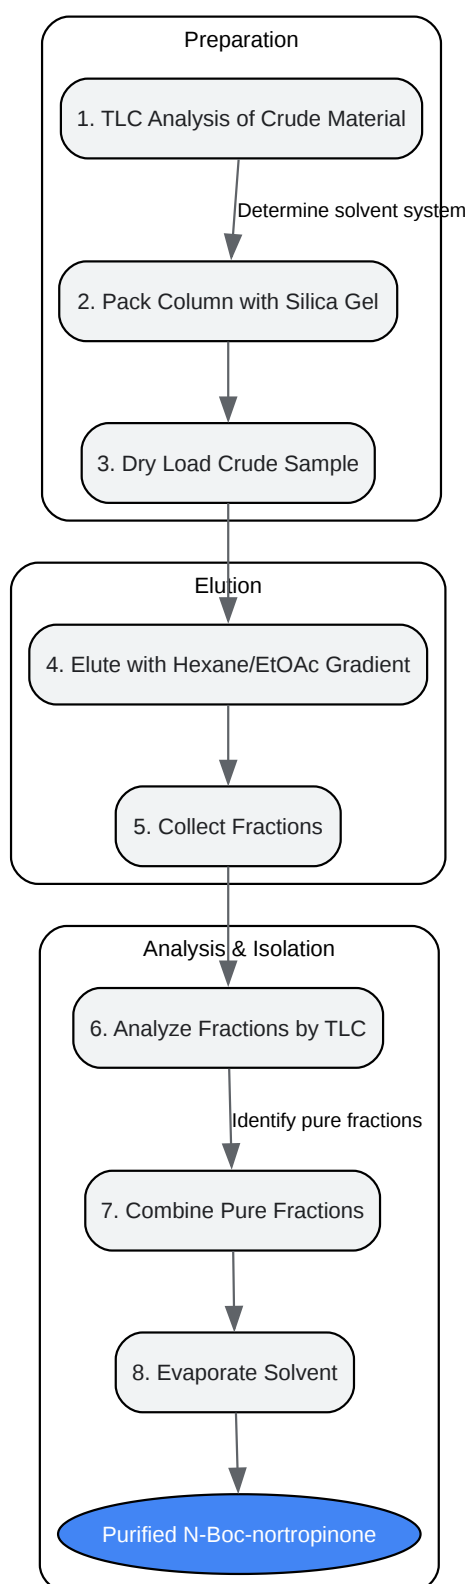 Preparation
1. TLC Analysis of Crude Material
Determine solvent system
2. Pack Column with Silica Gel
3. Dry Load Crude Sample
Elution
4. Elute with Hexane/EtOAc Gradient
5. Collect Fractions
Analysis & Isolation
6. Analyze Fractions by TLC
Identify pure fractions
7. Combine Pure Fractions
8. Evaporate Solvent
Purified N-Boc-nortropinone